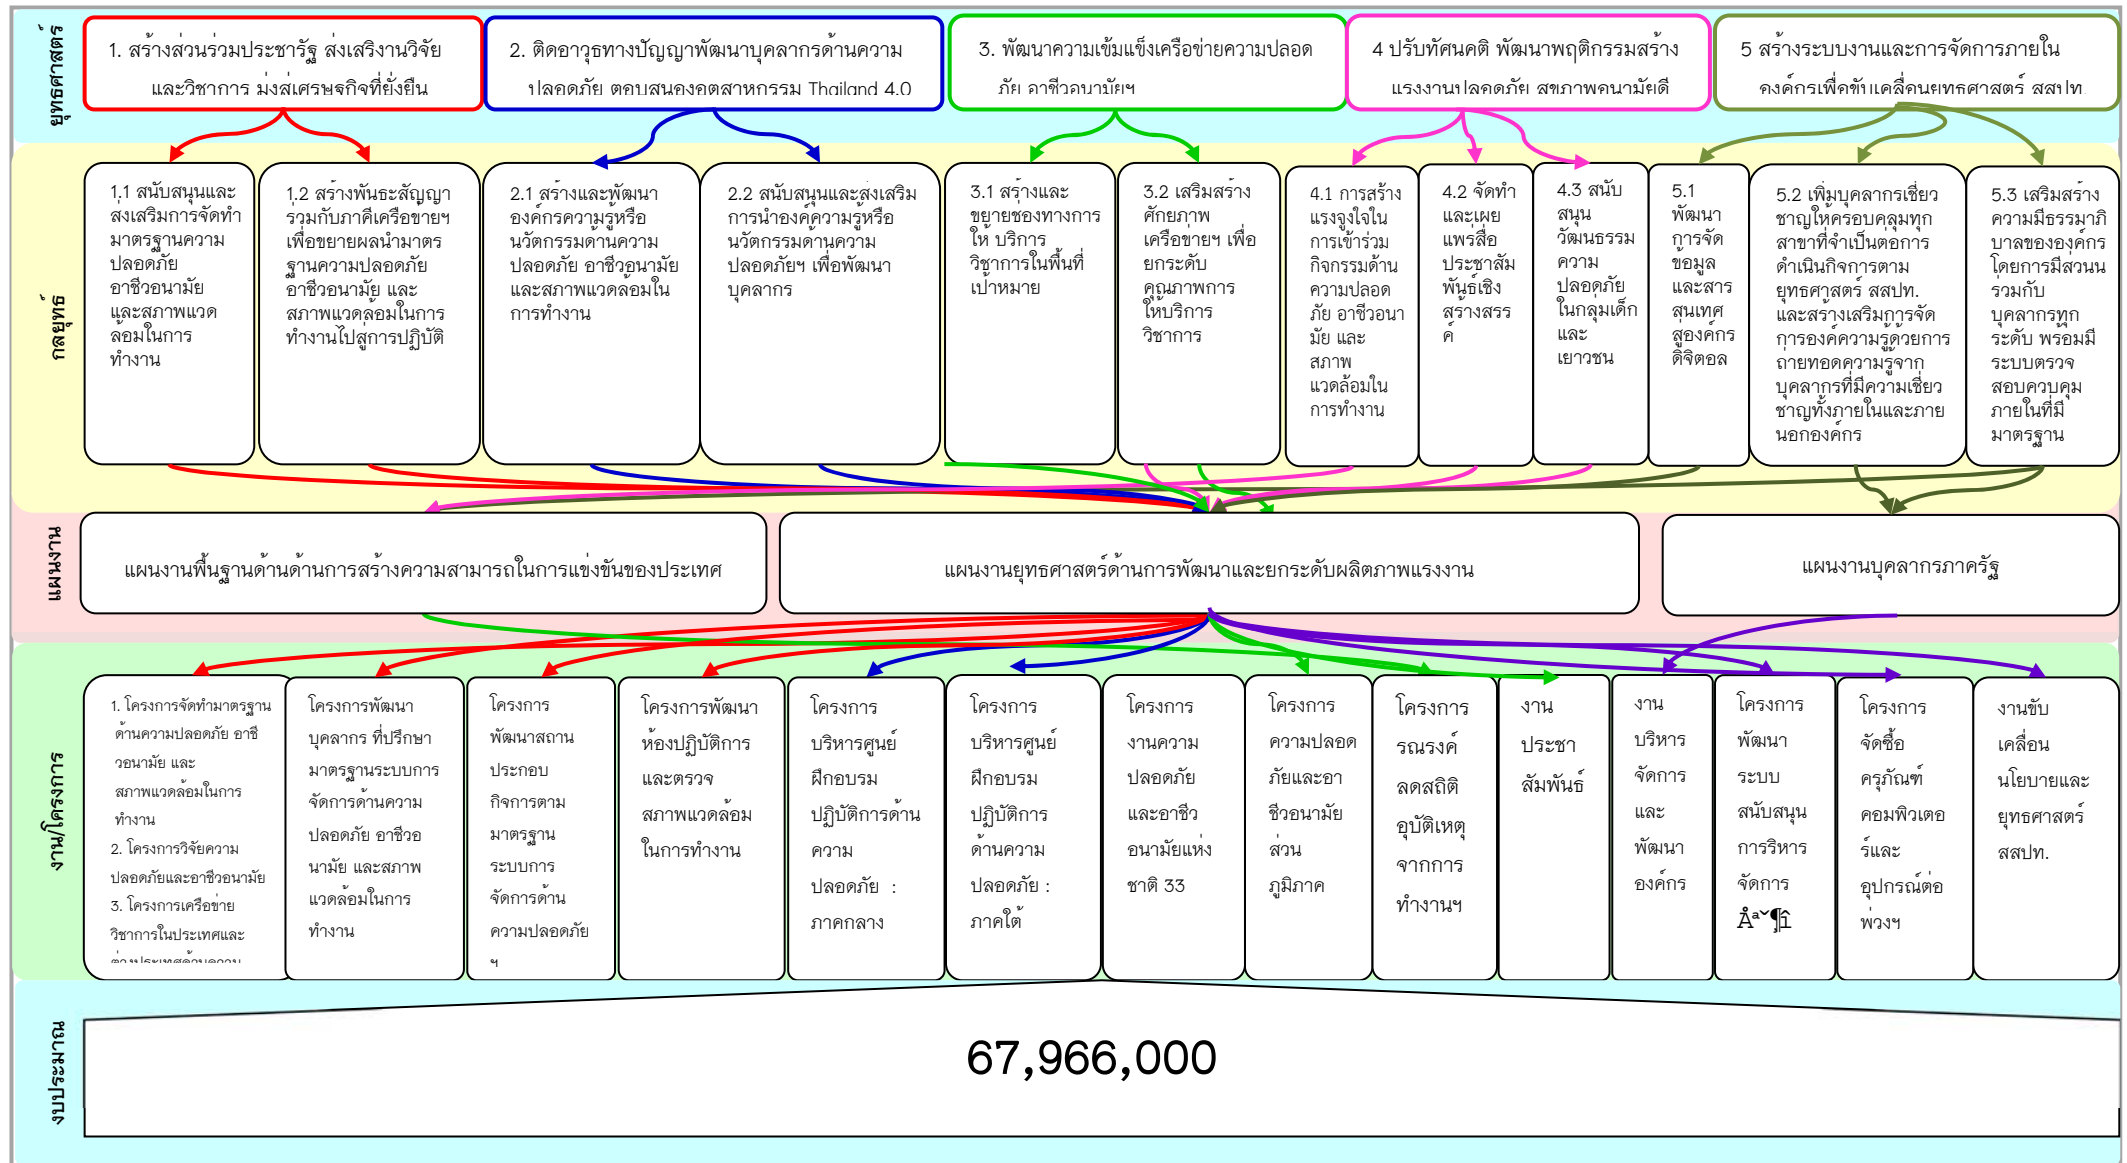 ยุทธศาสตร์
1. สร้างส่วนร่วมประชารัฐ ส่งเสริงานวิจัย
และวิชาการ มุ่งสู่เศรษฐกิจที่ยั่งยืน
2. ติดอาวุธทางปัญญาพัฒนาบุคลากรด้านความ
ปลอดภัย ตอบสนองอุตสาหกรรม Thailand 4.0
3. พัฒนาความเข้มแข็งเครือข่ายความปลอด
ภัย อาชีวอนามัยฯ
4 ปรับทัศนคติ พัฒนาพฤติกรรมสร้าง
แรงงานปลอดภัย สุขภาพอนามัยดี
5 สร้างระบบงานและการจัดการภายใน
องค์กรเพื่อขับเคลื่อนยุทธศาสตร์ สสปท.
กลยุทธ์
1.1 สนับสนุนและ
ส่งเสริมการจัดทำ
มาตรฐานความ
ปลอดภัย
อาชีวอนามัย
และสภาพแวด
ล้อมในการ
ทำงาน
1.2 สร้างพันธะสัญญา
ร่วมกับภาคีเครือข่ายฯ
เพื่อขยายผลนำมาตร
ฐานความปลอดภัย
อาชีวอนามัย และ
สภาพแวดล้อมในการ
ทำงานไปสู่การปฏิบัติ
2.1 สร้างและพัฒนา
องค์กรความรู้หรือ
นวัตกรรมด้านความ
ปลอดภัย อาชีวอนามัย
และสภาพแวดล้อมใน
การทำงาน
2.2 สนับสนุนและส่งเสริม
การนำองค์ความรู้หรือ
นวัตกรรมด้านความ
ปลอดภัยฯ เพื่อพัฒนา
บุคลากร
3.1 สร้างและ
ขยายช่องทางการ
ให้ บริการ
วิชาการในพื้นที่
เป้าหมาย
3.2 เสริมสร้าง
ศักยภาพ
เครือข่ายฯ เพื่อ
ยกระดับ
คุณภาพการ
ให้บริการ
วิชาการ
4.1 การสร้าง
แรงจูงใจใน
การเข้าร่วม
กิจกรรมด้าน
ความปลอด
ภัย อาชีวอนา
มัย และ
สภาพ
แวดล้อมใน
การทำงาน
4.2 จัดทำ
และเผย
แพร่สื่อ
ประชาสัม
พันธ์เชิง
สร้างสรร
ค์
4.3 สนับ
สนุน
วัฒนธรรม
ความ
ปลอดภัย
ในกลุ่มเด็ก
และ
เยาวชน
5.1
พัฒนา
การจัด
ข้อมูล
และสาร
สนเทศ
สู่องค์กร
ดิจิตอล
5.2 เพิ่มบุคลากรเชี่ยว
ชาญให้ครอบคลุมทุก
สาขาที่จำเป็นต่อการ
ดำเนินกิจการตาม
ยุทธศาสตร์ สสปท.
และสร้างเสริมการจัด
การองค์ความรู้ด้วยการ
ถ่ายทอดความรู้จาก
บุคลากรที่มีความเชี่ยว
ชาญทั้งภายในและภาย
นอกองค์กร
5.3 เสริมสร้าง
ความมีธรรมาภิ
บาลขององค์กร
โดยการมีส่วนน
ร่วมกับ
บุคลากรทุก
ระดับ พร้อมมี
ระบบตรวจ
สอบควบคุม
ภายในที่มี
มาตรฐาน
แผนงาน
แผนงานพื้นฐานด้านด้านการสร้างความสามารถในการแข่งขันของประเทศ
แผนงานยุทธศาสตร์ด้านการพัฒนาและยกระดับผลิตภาพแรงงาน
แผนงานบุคลากรภาครัฐ
งาน/โครงการ
1. โครงการจัดทำมาตรฐาน
ด้านความปลอดภัย อาชี
วอนามัย และ
สภาพแวดล้อมในการ
ทำงาน
2. โครงการวิจัยความ
ปลอดภัยและอาชีวอนามัย
3. โครงการเครือข่าย
วิชาการในประเทศและ
ต่างประเทศด้านความ
โครงการพัฒนา
บุคลากร ที่ปรึกษา
มาตรฐานระบบการ
จัดการด้านความ
ปลอดภัย อาชีวอ
นามัย และสภาพ
แวดล้อมในการ
ทำงาน
โครงการ
พัฒนาสถาน
ประกอบ
กิจการตาม
มาตรฐาน
ระบบการ
จัดการด้าน
ความปลอดภัย
ฯ
โครงการพัฒนา
ห้องปฏิบัติการ
และตรวจ
สภาพแวดล้อม
ในการทำงาน
โครงการ
บริหารศูนย์
ฝึกอบรม
ปฏิบัติการด้าน
ความ
ปลอดภัย :
ภาคกลาง
โครงการ
บริหารศูนย์
ฝึกอบรม
ปฏิบัติการ
ด้านความ
ปลอดภัย :
ภาคใต้
โครงการ
งานความ
ปลอดภัย
และอาชีว
อนามัยแห่ง
ชาติ 33
โครงการ
ความปลอด
ภัยและอา
ชีวอนามัย
ส่วน
ภูมิภาค
โครงการ
รณรงค์
ลดสถิติ
อุบัติเหตุ
จากการ
ทำงานฯ
งาน
ประชา
สัมพันธ์
งาน
บริหาร
จัดการ
และ
พัฒนา
องค์กร
โครงการ
พัฒนา
ระบบ
สนับสนุน
การริหาร
จัดการ
โครงการ
จัดซื้อ
ครุภัณฑ์
คอมพิวเตอ
ร์และ
อุปกรณ์ต่อ
พ่วงฯ
งานขับ
เคลื่อน
นโยบายและ
ยุทธศาสตร์
สสปท.
งบประมาณ
67,966,000